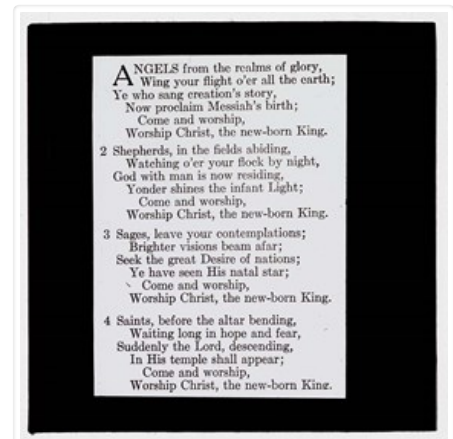 ANGELS from the realms of glory,
Wing your flight o'er all the earth;
Ye who sang creation's story,
Now proclaim Messiah's birth;
Come and worship,
Worship Christ, the new-born King.
2 Shepherds, in the fields abiding,
Watching o'er your flock by night,
God with man is now residing,
Yonder shines the infant Light;
Come and worship,
Worship Christ, the new-born King.
3 Sages, leave your contemplations;
Brighter visions beam afar;
Seek the great Desire of nations;
Ye have seen His natal star;
Come and worship,
Worship Christ, the new-born King.
4 Saints, before the altar bending,
Waiting long in hope and fear,
Suddenly the Lord, descending,
In His temple shall appear;
Come and worship,
Worship Christ, the new-born King.